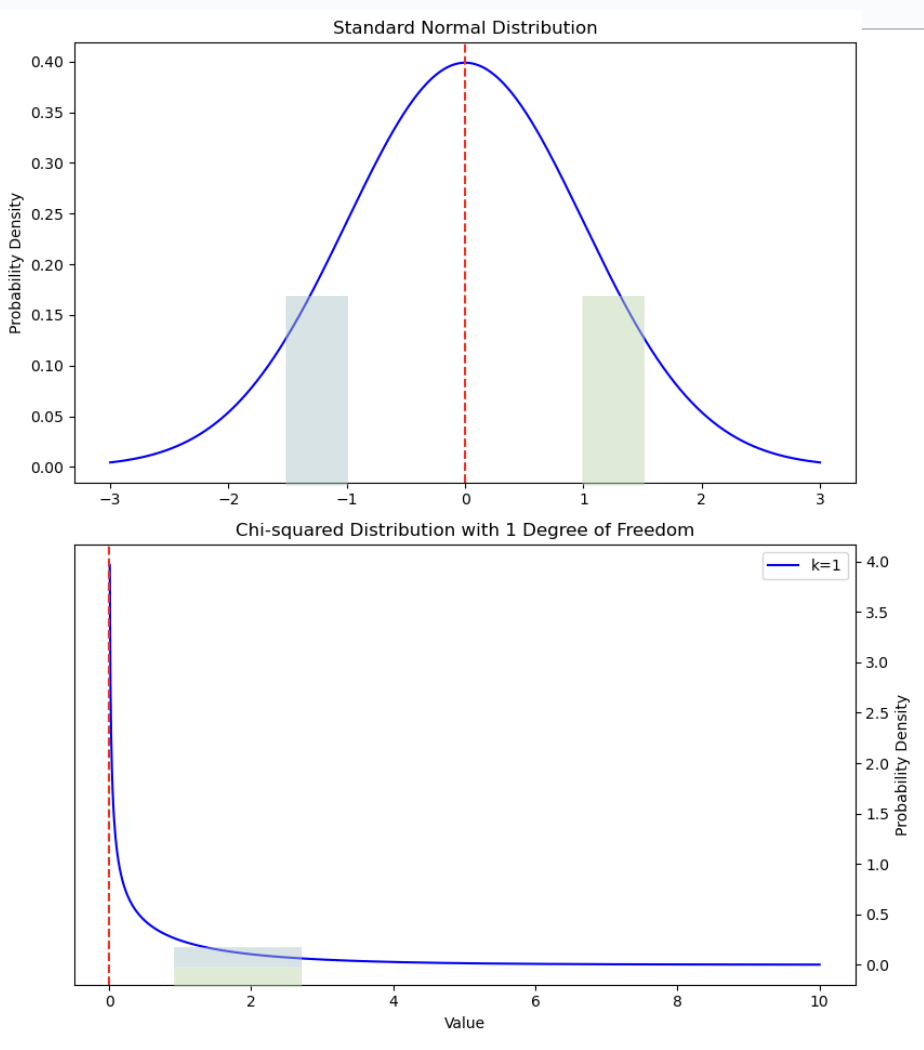 Standard Normal Distribution
Probability Density
0.40
0.35
0.30
0.25
0.20
0.15
0.10
0.05
0.00
−3 −2 −1 0 1 2 3
Chi-squared Distribution with 1 Degree of Freedom
k=1
4.0
3.5
3.0
2.5
2.0
1.5
1.0
0.5
0.0
Probability Density
0 2 4 6 8 10
Value